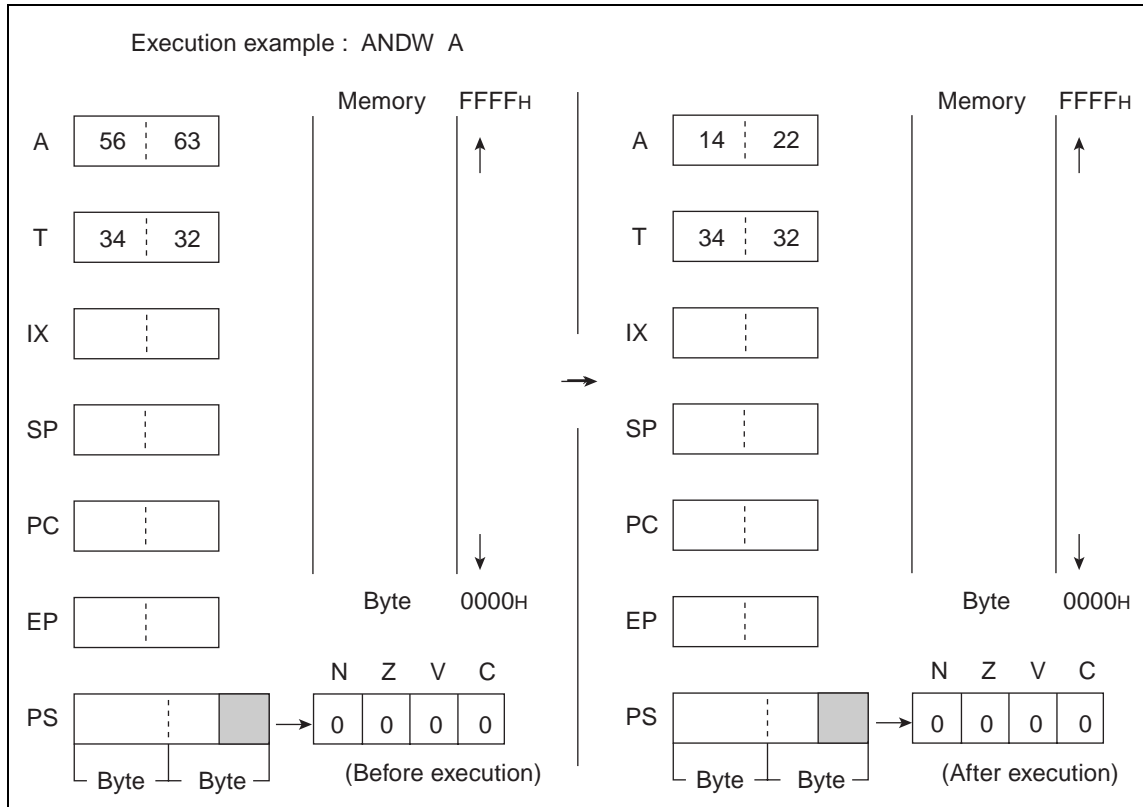 Execution example : ANDW A
Memory FFFFH
A 56 63
T 34 32
IX
SP
PC
EP
Byte 0000H
N Z V C
PS 0 0 0 0
Byte Byte (Before execution)
Memory FFFFH
A 14 22
T 34 32
IX
SP
PC
EP
Byte 0000H
N Z V C
PS 0 0 0 0
Byte Byte (After execution)